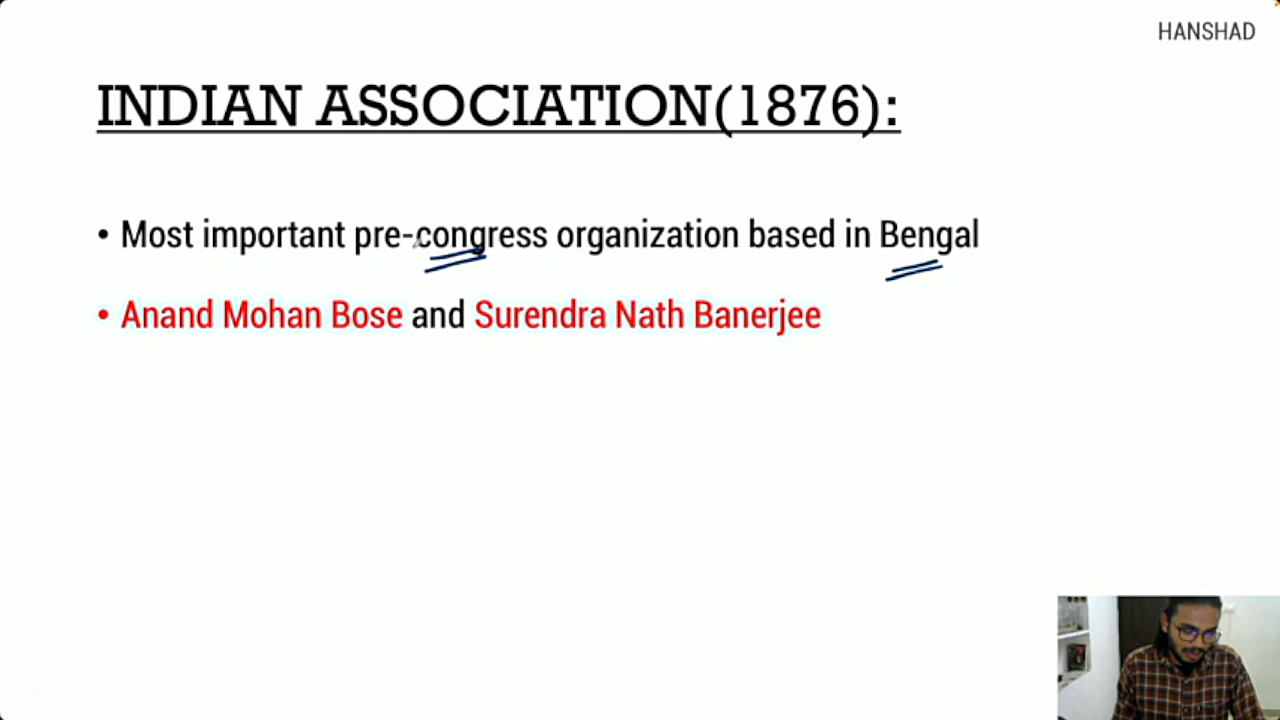 HANSHAD
INDIAN ASSOCIATION(1876):
• Most important pre-congress organization based in Bengal
• Anand Mohan Bose and Surendra Nath Banerjee